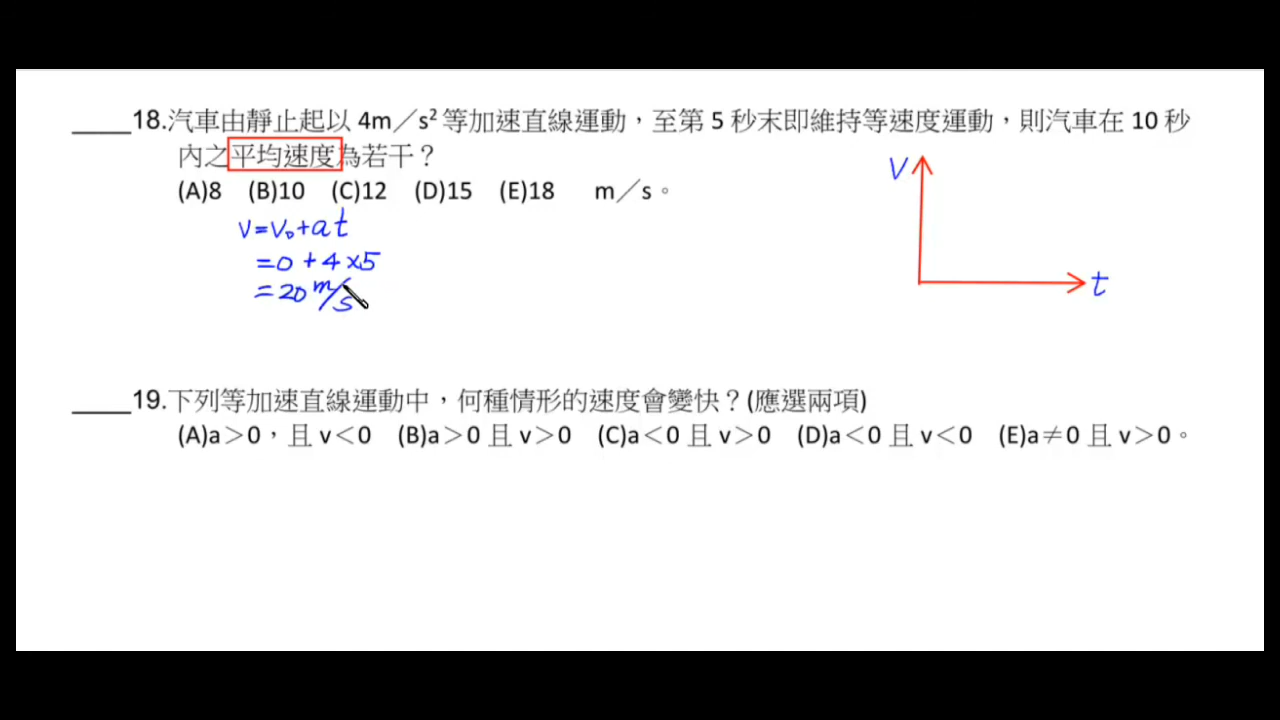 ____18.汽車由靜止起以 4m／s² 等加速直線運動，至第 5 秒末即維持等速度運動，則汽車在 10 秒
內之平均速度為若干？
(A)8 (B)10 (C)12 (D)15 (E)18 m／s。
V=V₀+at
=0+4×5
=20 m/s
V
t
____19.下列等加速直線運動中，何種情形的速度會變快？(應選兩項)
(A)a＞0，且 v＜0 (B)a＞0 且 v＞0 (C)a＜0 且 v＞0 (D)a＜0 且 v＜0 (E)a≠0 且 v＞0。